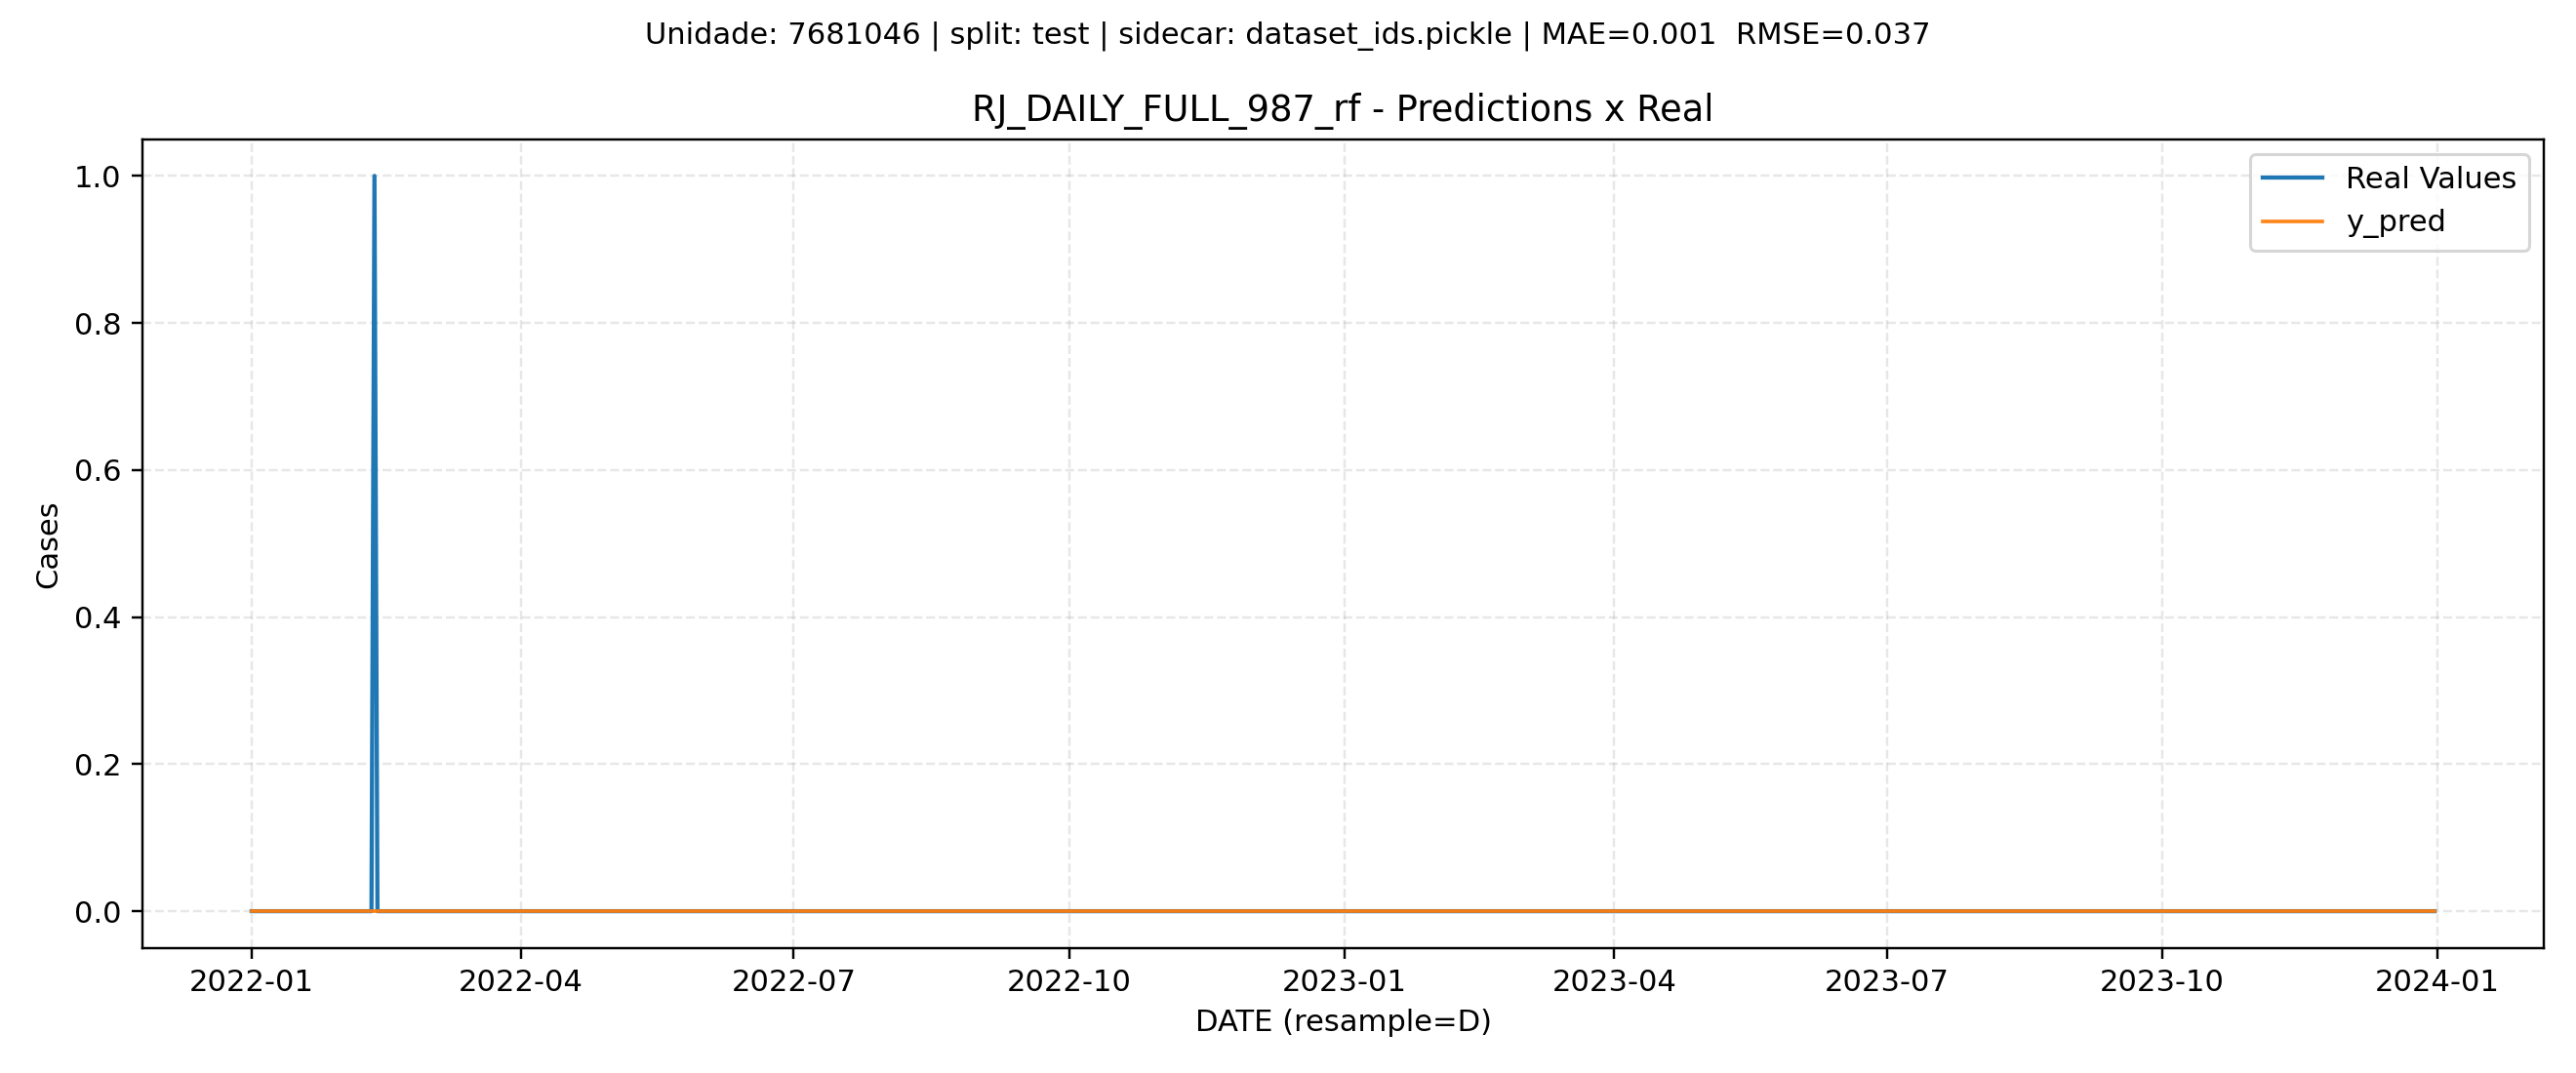 Unidade: 7681046 | split: test | sidecar: dataset_ids.pickle | MAE=0.001  RMSE=0.037
RJ_DAILY_FULL_987_rf - Predictions x Real
Real Values
y_pred
1.0
0.8
0.6
0.4
0.2
0.0
Cases
2022-01
2022-04
2022-07
2022-10
2023-01
2023-04
2023-07
2023-10
2024-01
DATE (resample=D)